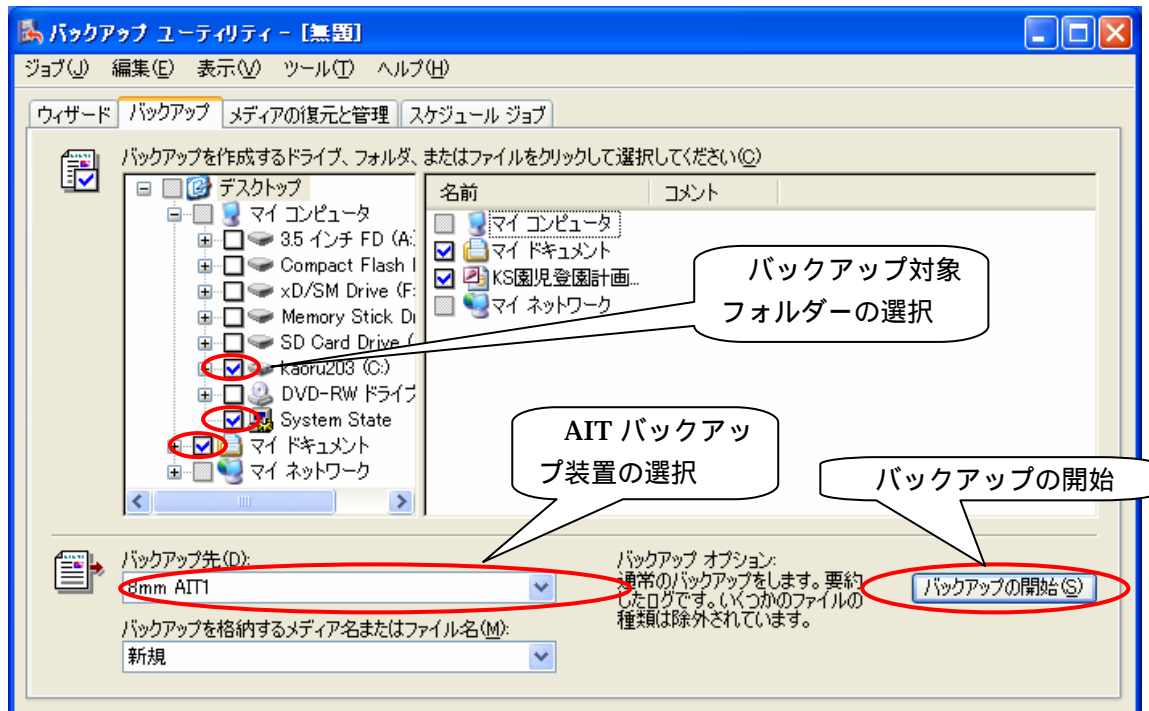 バックアップ ユーティリティ - [無題]
ジョブ(J) 編集(E) 表示(V) ツール(T) ヘルプ(H)
ウィザード バックアップ メディアの復元と管理 スケジュール ジョブ
バックアップを作成するドライブ、フォルダ、またはファイルをクリックして選択してください(C)
デスクトップ
マイ コンピュータ
3.5 インチ FD (A:
Compact Flash
xD/SM Drive (F:
Memory Stick
SD Card Drive (
kaoru203 (C:)
DVD-RW ドライブ
System State
マイ ドキュメント
マイ ネットワーク
名前 コメント
マイ コンピュータ
マイ ドキュメント
KS園児登園計画...
マイ ネットワーク
バックアップ対象
フォルダーの選択
AIT バックアッ
プ装置の選択
バックアップの開始
バックアップ先(D):
8mm AIT1
バックアップを格納するメディア名またはファイル名(M):
新規
バックアップ オプション:
通常のバックアップをします。要約
したログです。いくつかのファイルの
種類は除外されています。
バックアップの開始(S)